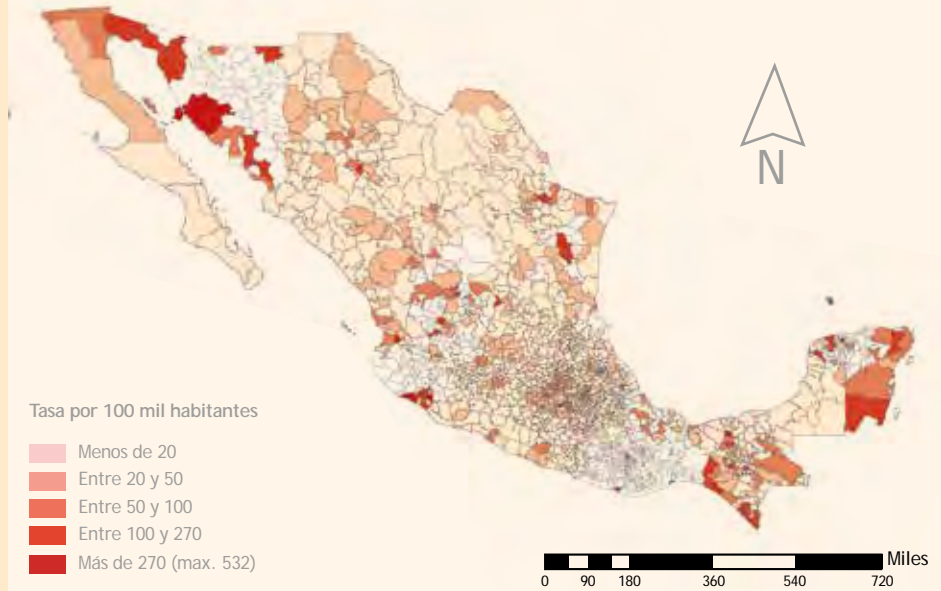 N
Tasa por 100 mil habitantes
Menos de 20
Entre 20 y 50
Entre 50 y 100
Entre 100 y 270
Más de 270 (max. 532)
Miles
0 90 180 360 540 720